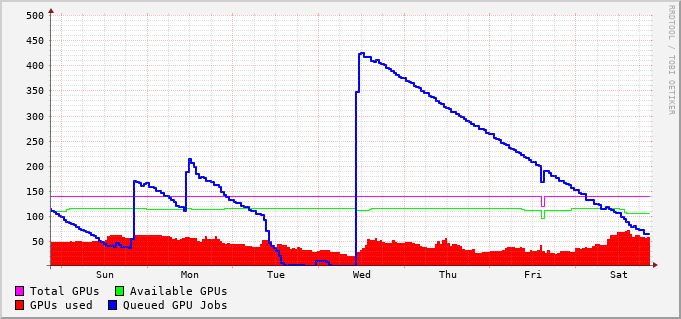 500
450
400
350
300
250
200
150
100
50
Sun Mon Tue Wed Thu Fri Sat
Total GPUs Available GPUs
GPUs used Queued GPU Jobs
RRDTOOL / TOBI OETIKER